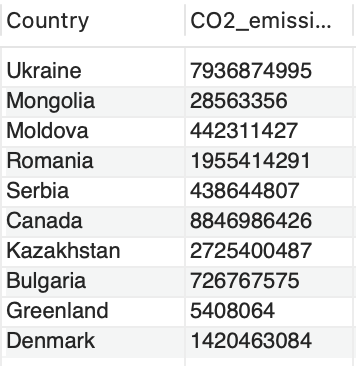 Country CO2_emissi...
Ukraine 7936874995
Mongolia 28563356
Moldova 442311427
Romania 1955414291
Serbia 438644807
Canada 8846986426
Kazakhstan 2725400487
Bulgaria 726767575
Greenland 5408064
Denmark 1420463084